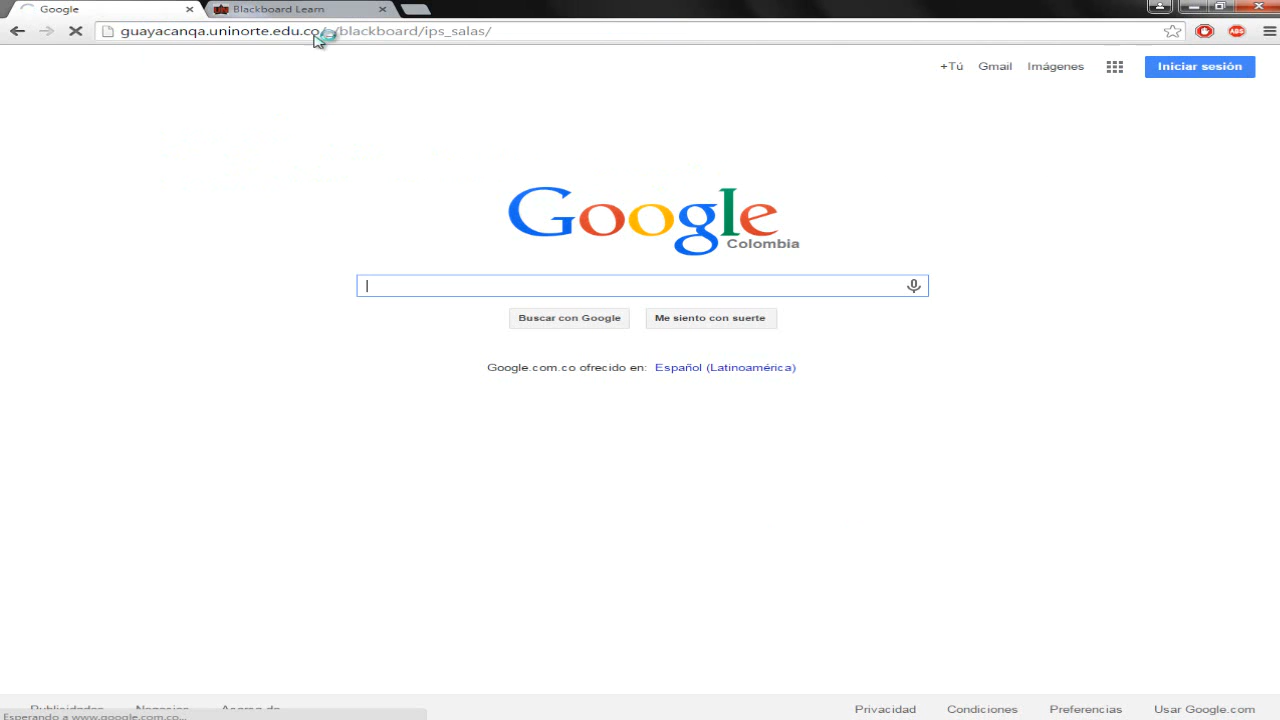 Google
Blackboard Learn
guayacanqa.uninorte.edu.co
/blackboard/ips_salas/
ABS
+Tú Gmail Imágenes
Iniciar sesión
Google
Colombia
Buscar con Google
Me siento con suerte
Google.com.co ofrecido en: Español (Latinoamérica)
Publicidades Negocios Acerca de
Esperando a www.google.com.co...
Privacidad Condiciones Preferencias Usar Google.com